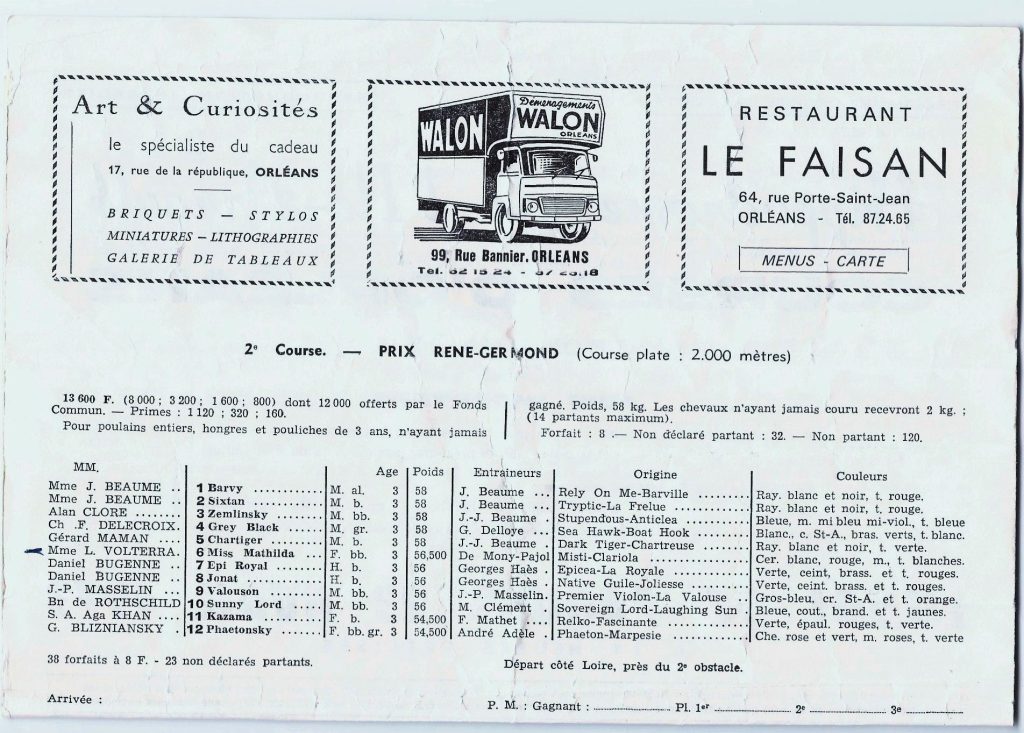 Art & Curiosités
le spécialiste du cadeau
17, rue de la république, ORLÉANS
BRIQUETS — STYLOS
MINIATURES – LITHOGRAPHIES
GALERIE DE TABLEAUX
WALON
Déménagements
WALON
ORLEANS
99, Rue Bannier. ORLEANS
RESTAURANT
LE FAISAN
64, rue Porte-Saint-Jean
ORLÉANS - Tél. 87.24.65
MENUS - CARTE
2e Course. — PRIX RENE-GERMOND (Course plate : 2.000 mètres)
13 600 F. (8 000 ; 3 200 ; 1 600 ; 800) dont 12 000 offerts par le Fonds
Commun. — Primes : 1 120 ; 320 ; 160.
Pour poulains entiers, hongres et pouliches de 3 ans, n'ayant jamais
gagné. Poids, 58 kg. Les chevaux n'ayant jamais couru recevront 2 kg. ;
(14 partants maximum).
Forfait : 8 .— Non déclaré partant : 32. — Non partant : 120.
MM. Age Poids Entraineurs Origine Couleurs
Mme J. BEAUME .. 1 Barvy ............ M. al. 3 58 J. Beaume ... Rely On Me-Barville ......... Ray. blanc et noir, t. rouge.
Mme J. BEAUME .. 2 Sixtan ............ M. b. 3 58 J. Beaume ... Tryptic-La Frelue ........... Ray. blanc et noir, t. rouge.
Alan CLORE ........ 3 Zemlinsky ........ M. bb. 3 58 J.-J. Beaume . Stupendous-Anticlea ......... Bleue, m. mi bleu mi-viol., t. bleue
Ch .F. DELECROIX. 4 Grey Black ....... M. gr. 3 58 G. Delloye ... Sea Hawk-Boat Hook ......... Blanc., c. St-A., bras. verts, t. blanc.
Gérard MAMAN .... 5 Chartiger ......... M. b. 3 58 J.-J. Beaume . Dark Tiger-Chartreuse ....... Ray. blanc et noir, t. verte.
Mme L. VOLTERRA. 6 Miss Mathilda ... F. bb. 3 56,500 De Mony-Pajol Misti-Clariola ............... Cer. blanc, rouge, m., t. blanches.
Daniel BUGENNE .. 7 Epi Royal ........ H. b. 3 56 Georges Haès . Epicea-La Royale ............ Verte, ceint, brass. et t. rouges.
Daniel BUGENNE .. 8 Jonat ............. H. b. 3 56 Georges Haès . Native Guile-Joliesse ........ Verte, ceint. brass. et t. rouges.
J.-P. MASSELIN ... 9 Valouson ......... M. bb. 3 56 J.-P. Masselin. Premier Violon-La Valouse .. Gros-bleu, cr. St-A. et t. orange.
Bn de ROTHSCHILD 10 Sunny Lord ....... M. bb. 3 56 M. Clément . Sovereign Lord-Laughing Sun . Bleue, cout., brand. et t. jaunes.
S. A. Aga KHAN .... 11 Kazama .......... F. b. 3 54,500 F. Mathet .... Relko-Fascinante ............ Verte, épaul. rouges, t. verte.
G. BLIZNIANSKY . 12 Phaetonsky ....... F. bb. gr. 3 54,500 André Adèle . Phaeton-Marpesie ............ Che. rose et vert, m. roses, t. verte
38 forfaits à 8 F. - 23 non déclarés partants.
Départ côté Loire, près du 2e obstacle.
Arrivée :
P. M. : Gagnant : .................. Pl. 1er .................. 2e .................. 3e ..................